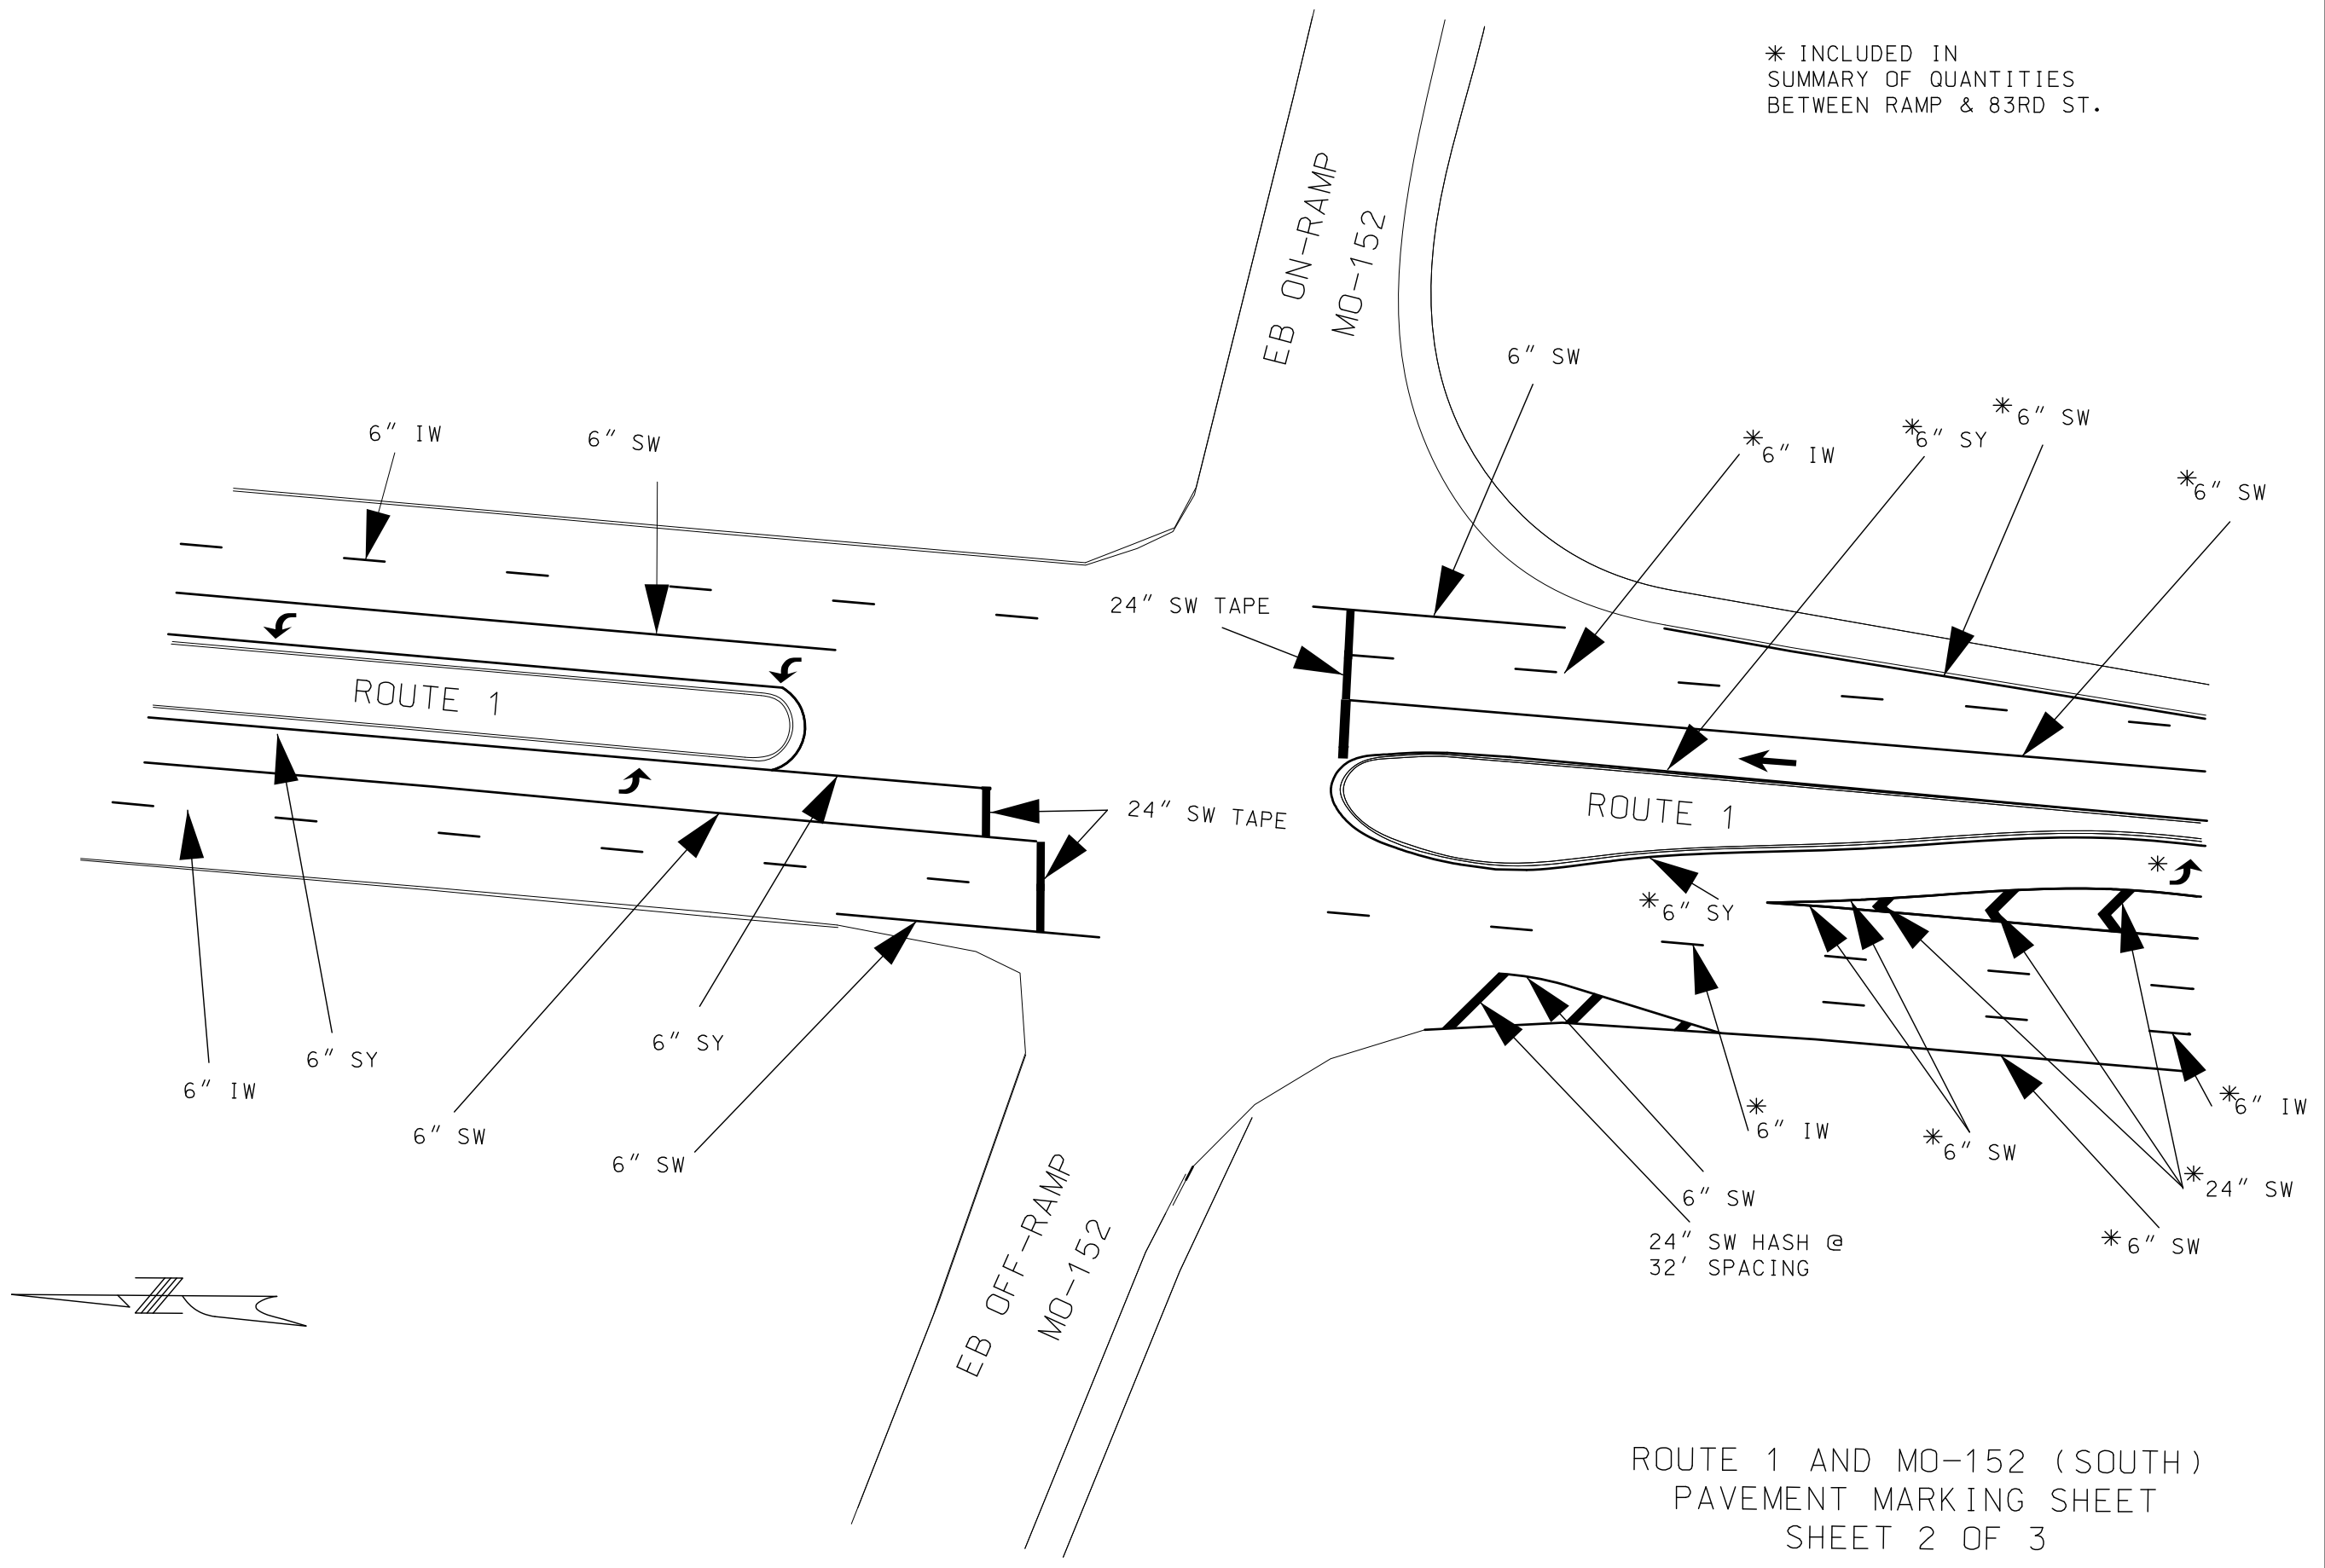 * INCLUDED IN
SUMMARY OF QUANTITIES
BETWEEN RAMP & 83RD ST.
EB ON-RAMP
MO-152
6" SW
*6" SW
*6" SY
*6" IW
*6" SW
6" IW
6" SW
24" SW TAPE
ROUTE 1
ROUTE 1
24" SW TAPE
*
*6" SY
6" SY
6" SY
6" IW
*6" IW
*6" IW
6" SW
*6" SW
6" SW
*24" SW
6" SW
24" SW HASH @
32' SPACING
*6" SW
EB OFF-RAMP
MO-152
N
ROUTE 1 AND MO-152 (SOUTH)
PAVEMENT MARKING SHEET
SHEET 2 OF 3